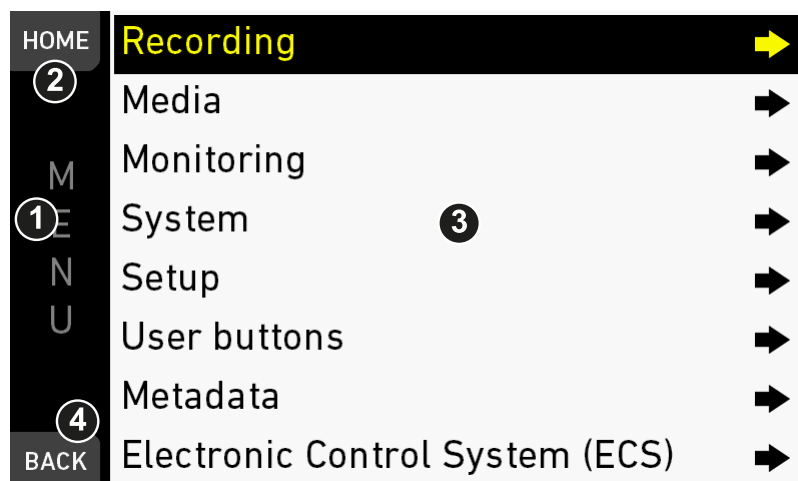 HOME
2
M
1
E
N
U
4
BACK
Recording
Media
Monitoring
System
3
Setup
User buttons
Metadata
Electronic Control System (ECS)